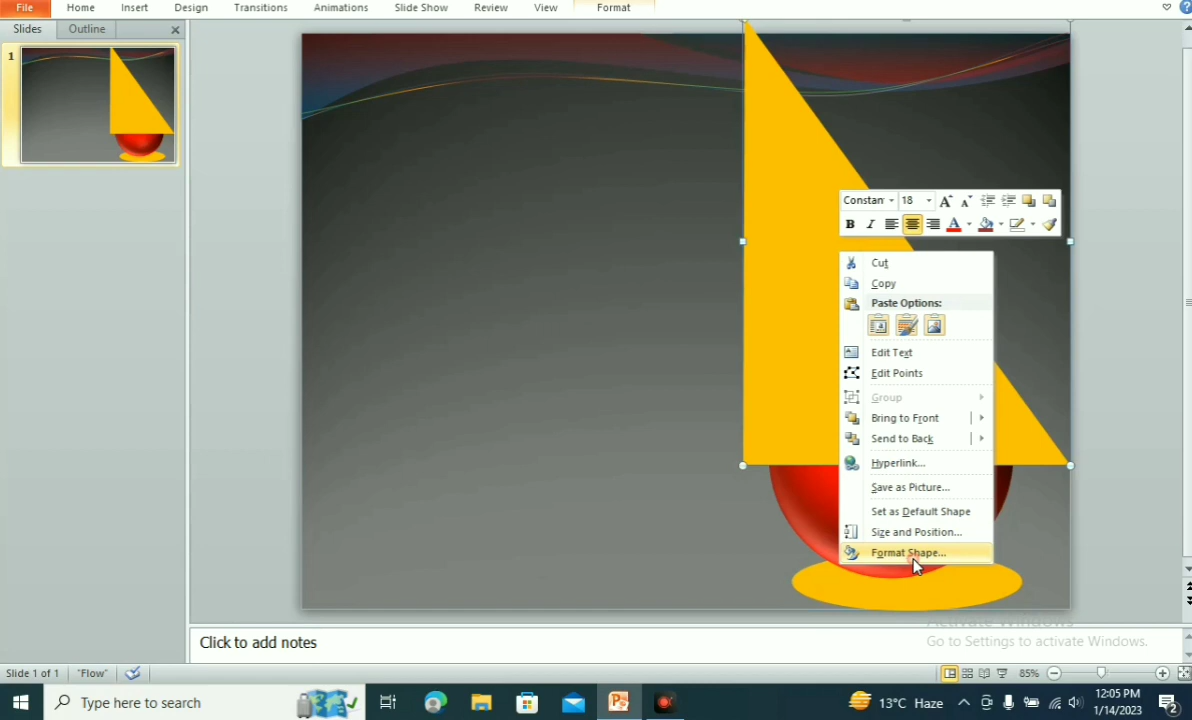 File Home Insert Design Transitions Animations Slide Show Review View Format
Slides Outline
1
Constan 18
B I A
Cut
Copy
Paste Options:
Edit Text
Edit Points
Group
Bring to Front
Send to Back
Hyperlink...
Save as Picture...
Set as Default Shape
Size and Position...
Format Shape...
Click to add notes
Activate Windows
Go to Settings to activate Windows.
Slide 1 of 1 "Flow" 85%
Type here to search
13°C Haze
12:05 PM
1/14/2023
2